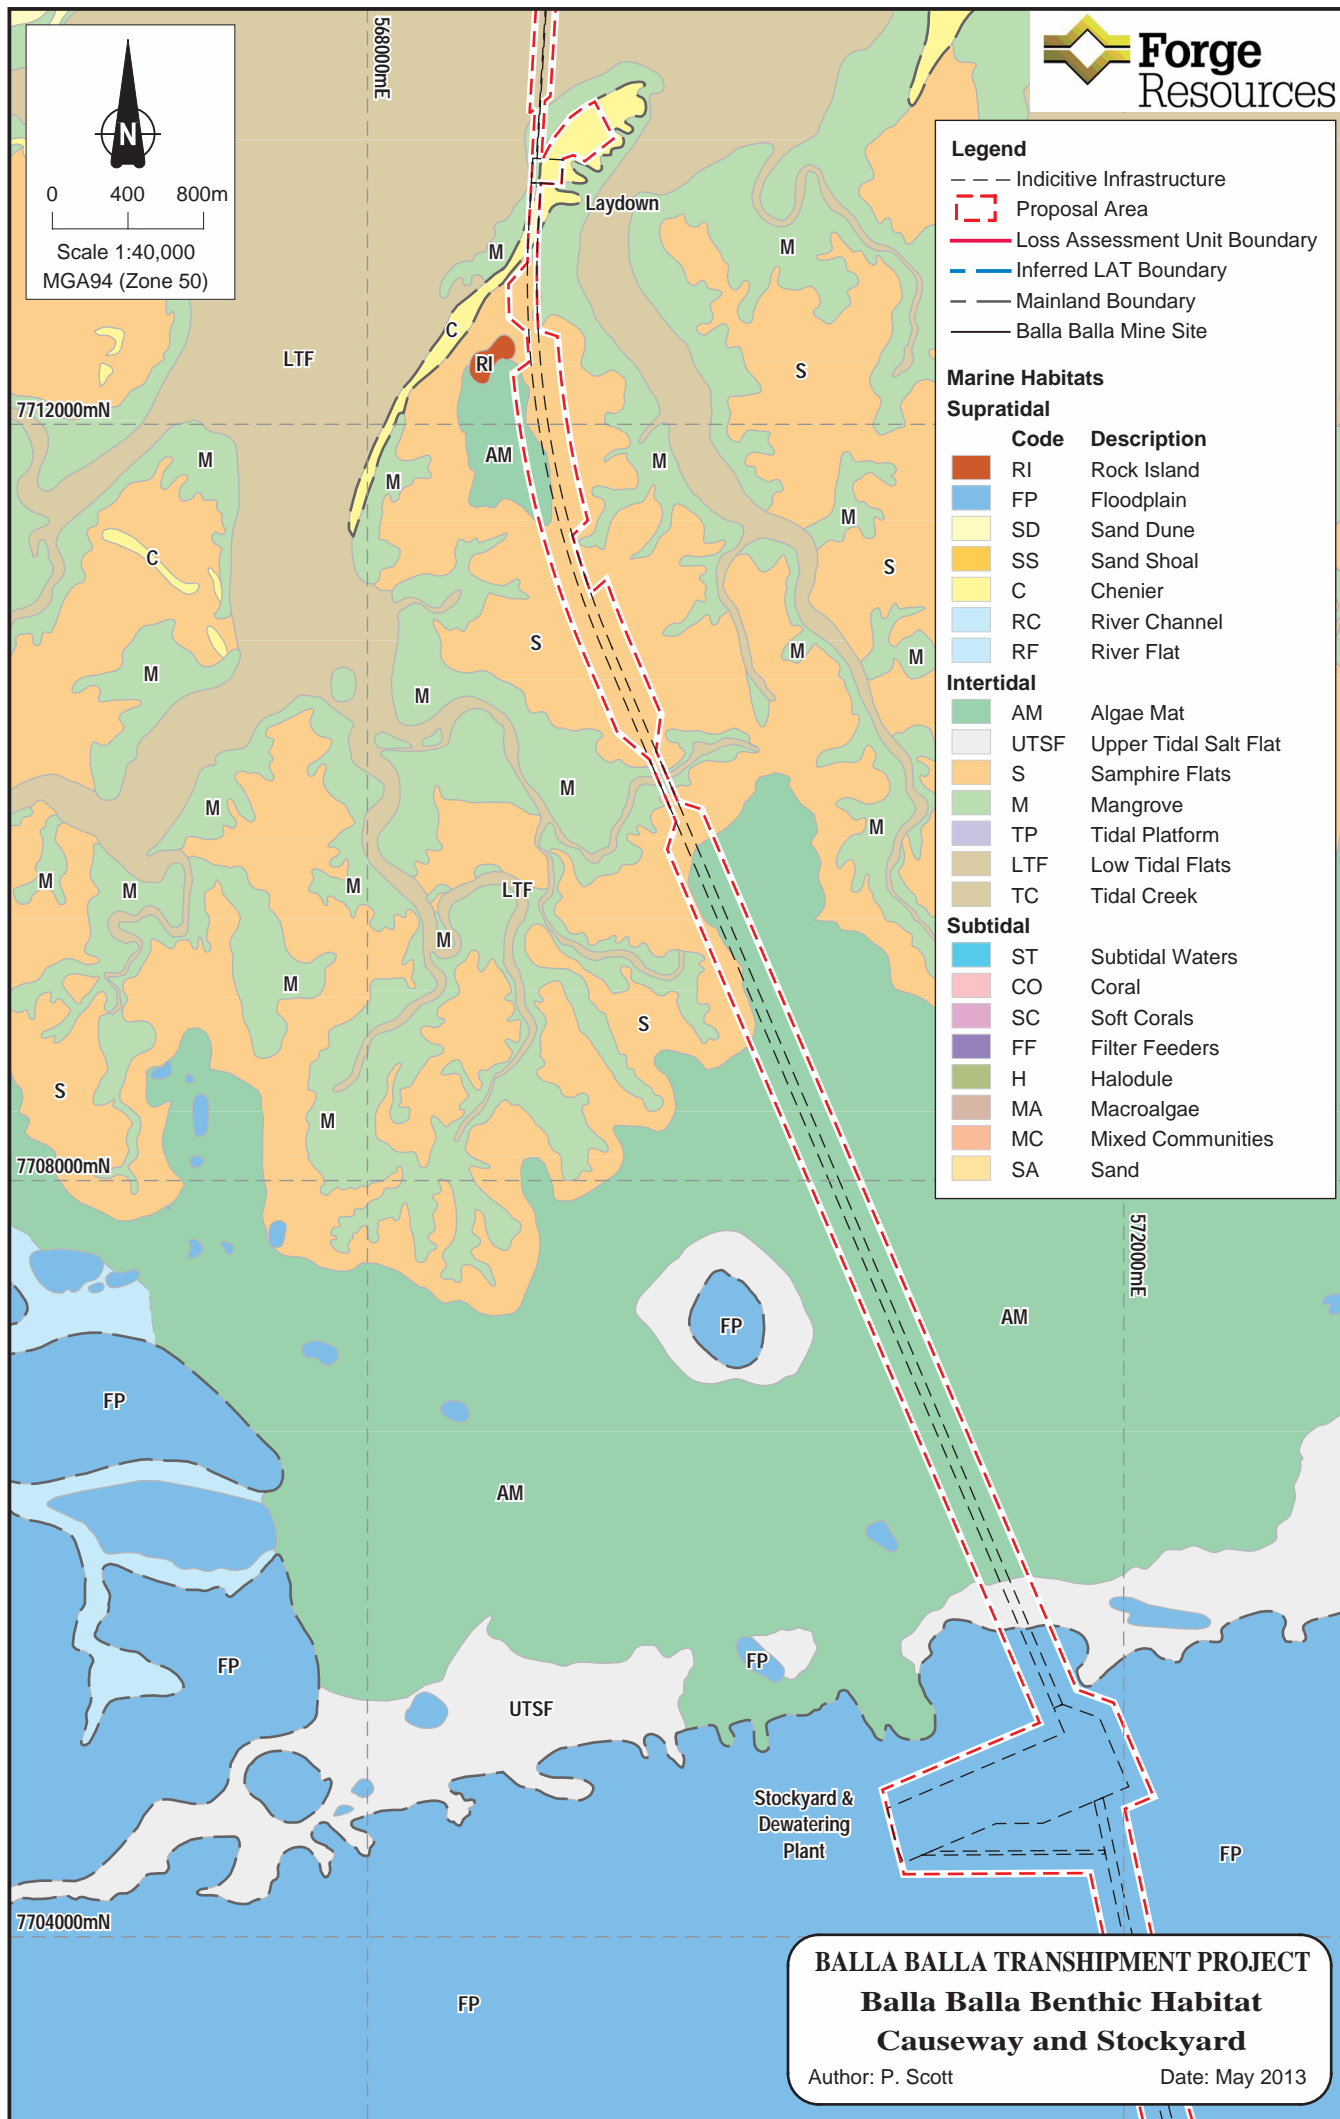 Forge
Resources
N
0 400 800m
Scale 1:40,000
MGA94 (Zone 50)
568000mE
Legend
Indicitive Infrastructure
Proposal Area
Loss Assessment Unit Boundary
Inferred LAT Boundary
Mainland Boundary
Balla Balla Mine Site
Marine Habitats
Supratidal
Code Description
RI Rock Island
FP Floodplain
SD Sand Dune
SS Sand Shoal
C Chenier
RC River Channel
RF River Flat
Intertidal
AM Algae Mat
UTSF Upper Tidal Salt Flat
S Samphire Flats
M Mangrove
TP Tidal Platform
LTF Low Tidal Flats
TC Tidal Creek
Subtidal
ST Subtidal Waters
CO Coral
SC Soft Corals
FF Filter Feeders
H Halodule
MA Macroalgae
MC Mixed Communities
SA Sand
Laydown
M
M
C
LTF
RI
S
7712000mN
M
AM
M
M
M
C
S
S
M
M
M
M
M
M
M
M
M
M
LTF
M
M
S
S
M
7708000mN
572000mE
AM
FP
FP
AM
FP
FP
UTSF
Stockyard &
Dewatering
Plant
FP
7704000mN
FP
BALLA BALLA TRANSHIPMENT PROJECT
Balla Balla Benthic Habitat
Causeway and Stockyard
Author: P. Scott Date: May 2013